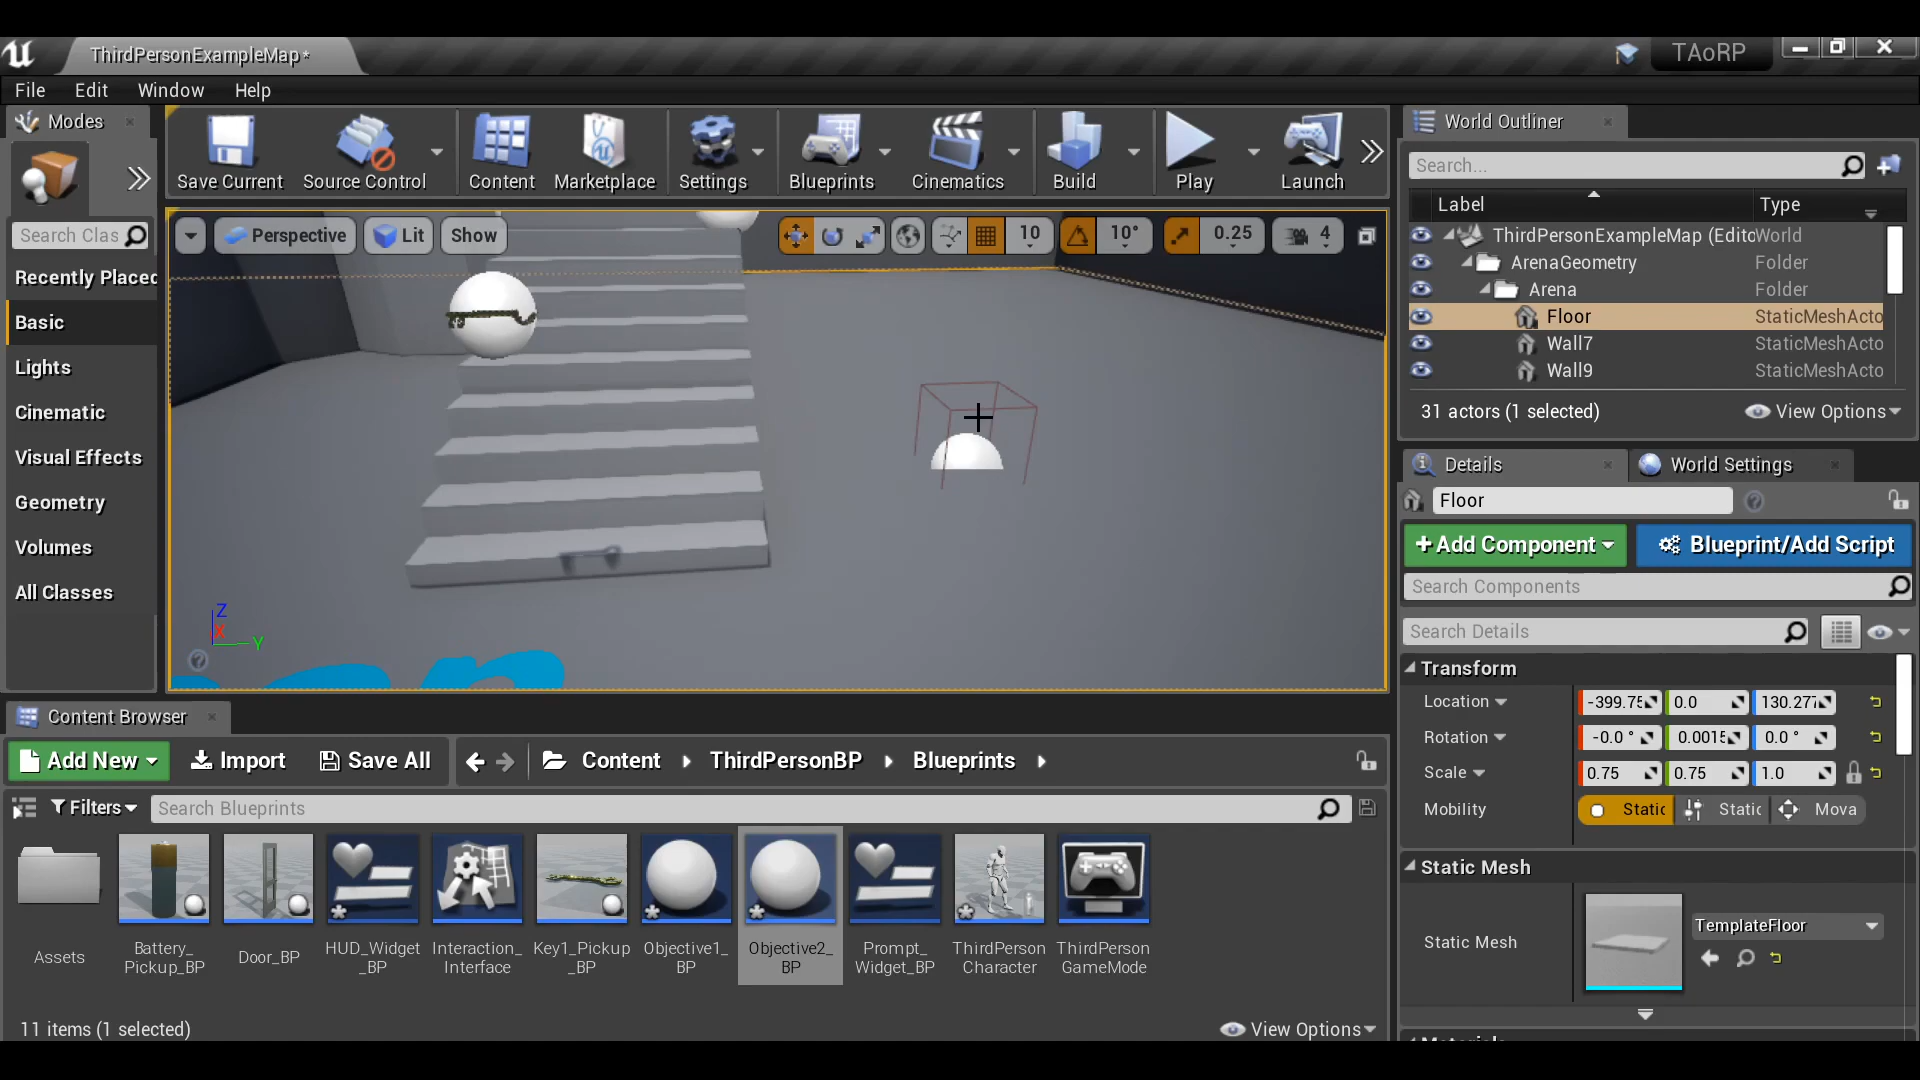 ThirdPersonExampleMap*
TAoRP
File Edit Window Help
Modes
Save Current
Source Control
Content
Marketplace
Settings
Blueprints
Cinematics
Build
Play
Launch
World Outliner
Search...
Label Type
Search Clas
Recently Placed
Basic
Lights
Cinematic
Visual Effects
Geometry
Volumes
All Classes
Perspective Lit Show
10 10° 0.25 4
Z
X
Y
ThirdPersonExampleMap (Edito World
ArenaGeometry Folder
Arena Folder
Floor StaticMeshActo
Wall7 StaticMeshActo
Wall9 StaticMeshActo
31 actors (1 selected) View Options
Details World Settings
Floor
+Add Component Blueprint/Add Script
Search Components
Search Details
Transform
Location -399.75 0.0 130.277
Rotation -0.0 ° 0.0015 0.0 °
Scale 0.75 0.75 1.0
Mobility Static Static Mova
Static Mesh
Static Mesh
TemplateFloor
Content Browser
Add New Import Save All Content ThirdPersonBP Blueprints
Filters Search Blueprints
Assets
Battery_
Pickup_BP
Door_BP
HUD_Widget
_BP
Interaction_
Interface
Key1_Pickup
_BP
Objective1_
BP
Objective2_
BP
Prompt_
Widget_BP
ThirdPerson
Character
ThirdPerson
GameMode
11 items (1 selected) View Options